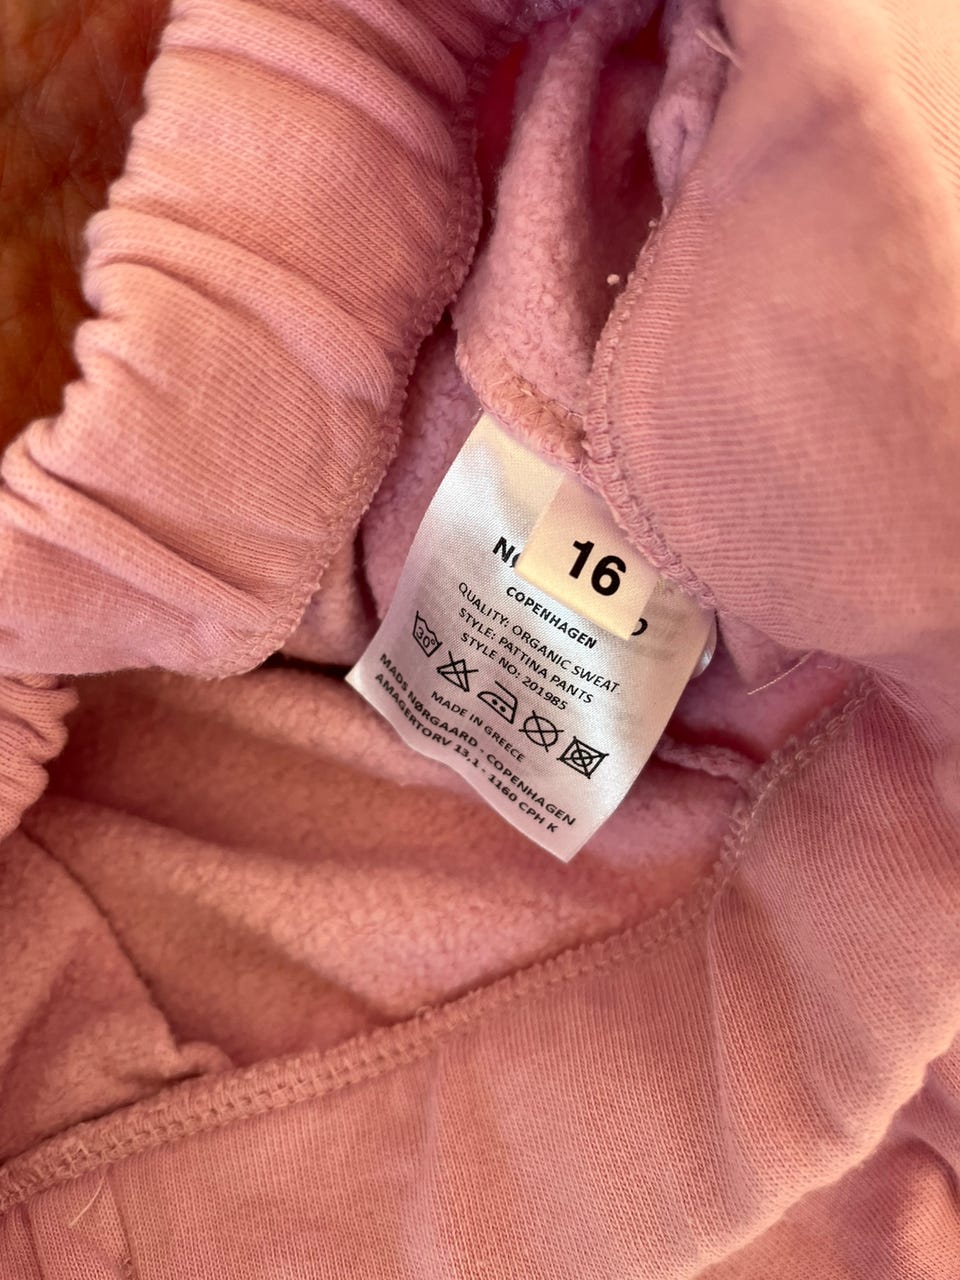 16
COPENHAGEN
QUALITY: ORGANIC SWEAT.
STYLE: PATTINA PANTS
STYLE NO: 201985
30°
MADE IN GREECE
MADS NØRGAARD - COPENHAGEN
AMAGERTORV 13,1 - 1160 CPH K